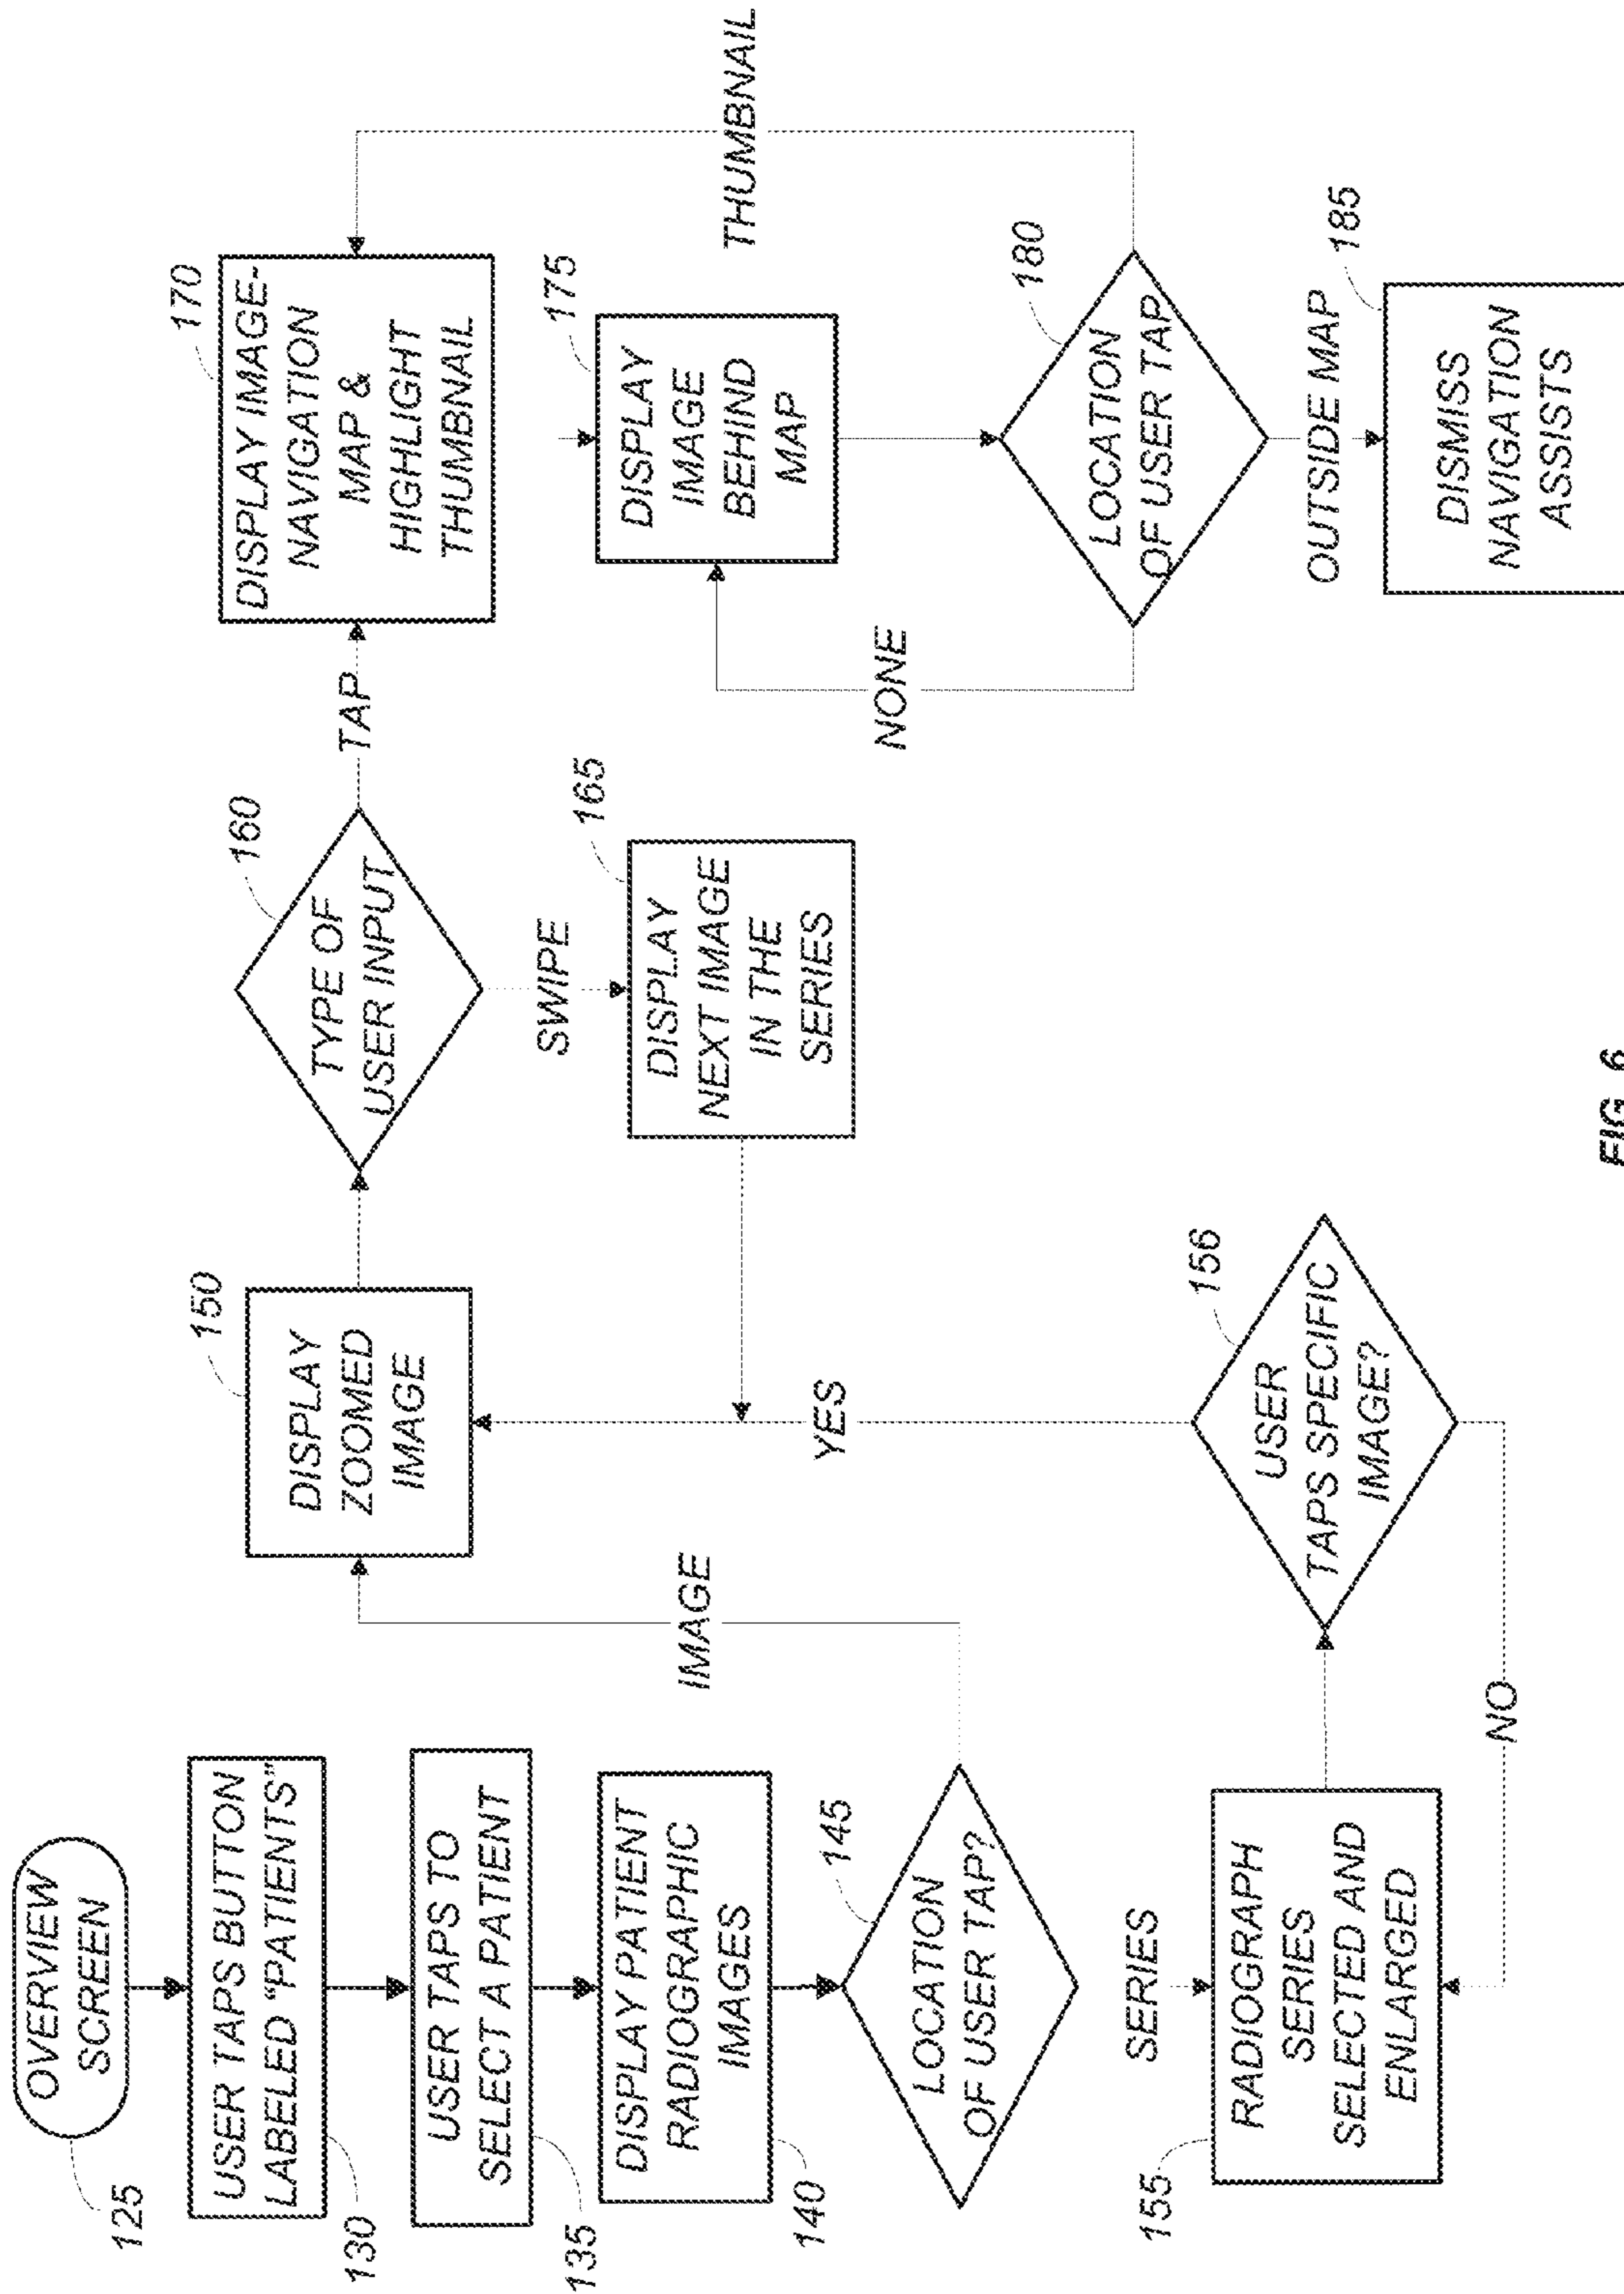 OVERVIEW
SCREEN
125
USER TAPS BUTTON
LABELED "PATIENTS"
130
USER TAPS TO
SELECT A PATIENT
135
DISPLAY PATIENT
RADIOGRAPHIC
IMAGES
140
LOCATION
OF USER TAP?
145
IMAGE
SERIES
RADIOGRAPH
SERIES
SELECTED AND
ENLARGED
155
USER
TAPS SPECIFIC
IMAGE?
156
NO
YES
DISPLAY
ZOOMED
IMAGE
150
TYPE OF
USER INPUT
160
SWIPE
DISPLAY
NEXT IMAGE
IN THE
SERIES
165
TAP
DISPLAY IMAGE-
NAVIGATION
MAP &
HIGHLIGHT
THUMBNAIL
170
DISPLAY
IMAGE
BEHIND
MAP
175
NONE
LOCATION
OF USER TAP
180
THUMBNAIL
OUTSIDE MAP
DISMISS
NAVIGATION
ASSISTS
185
FIG. 6